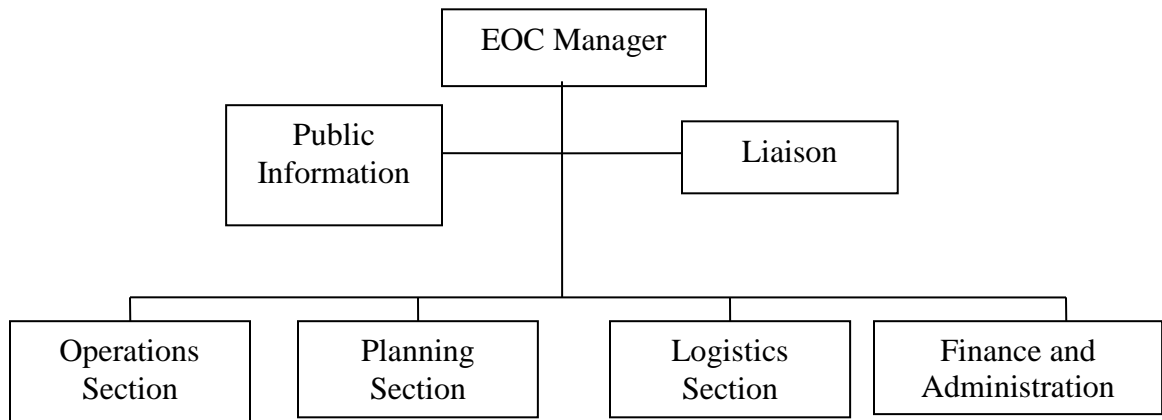 EOC Manager
Public
Information
Liaison
Operations
Section
Planning
Section
Logistics
Section
Finance and
Administration